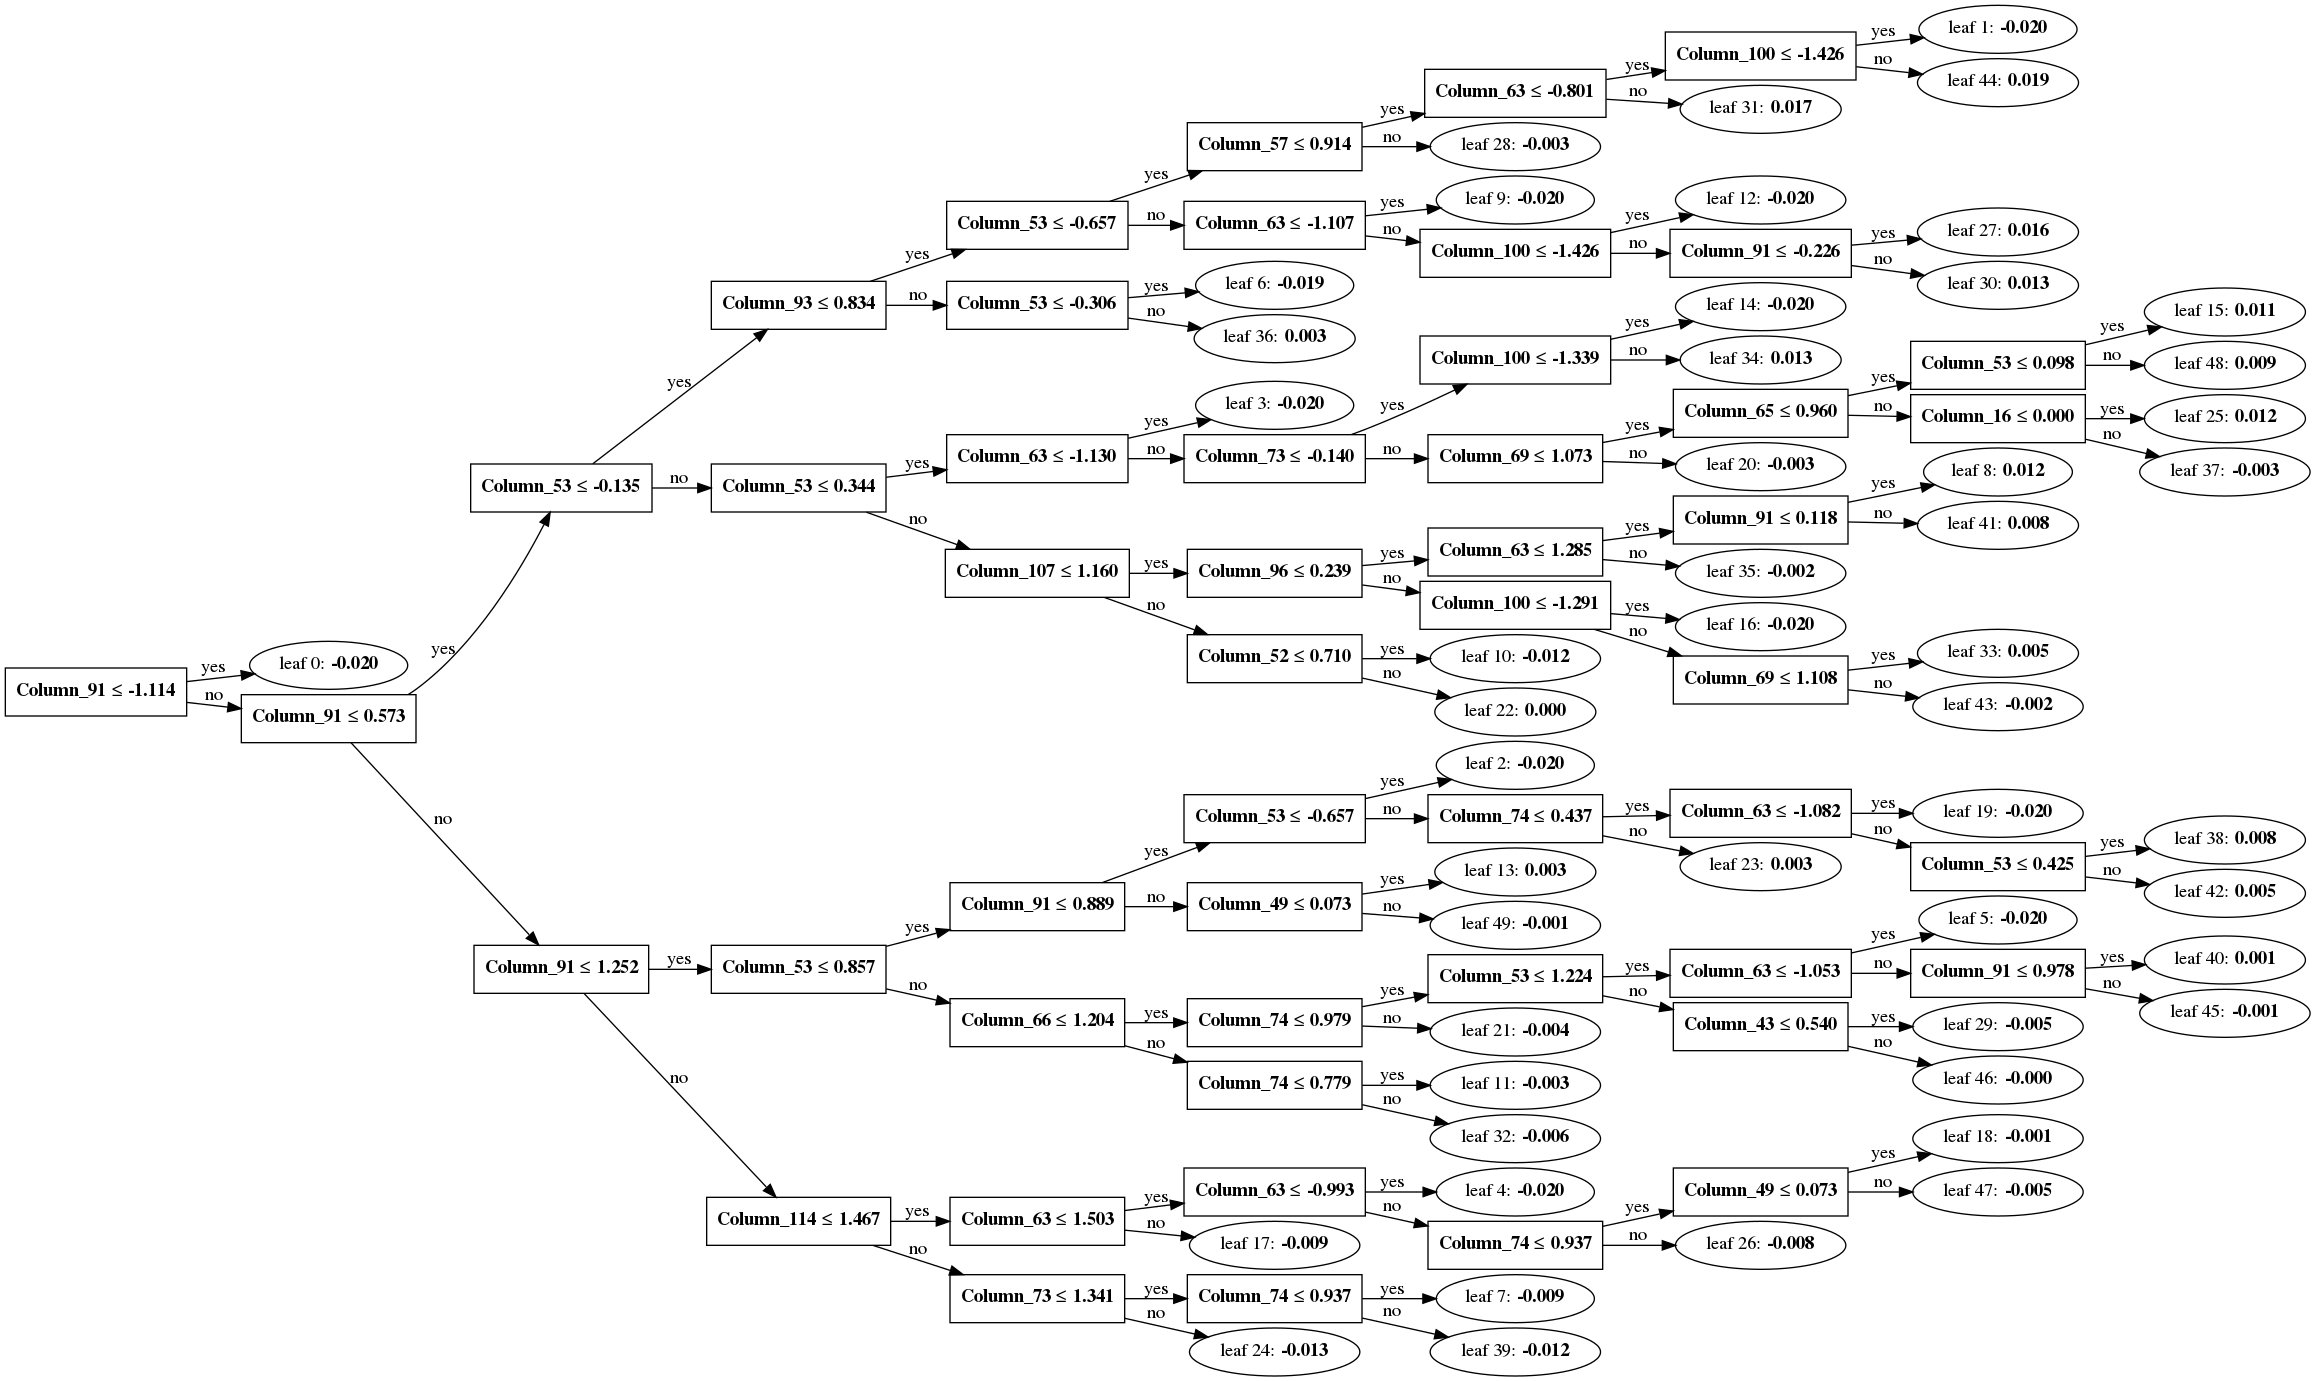 Column_91 ≤ -1.114
yes
no
leaf 0: -0.020
Column_91 ≤ 0.573
yes
no
Column_53 ≤ -0.135
yes
no
Column_93 ≤ 0.834
yes
no
Column_53 ≤ -0.657
yes
no
Column_57 ≤ 0.914
yes
no
Column_63 ≤ -0.801
yes
no
Column_100 ≤ -1.426
yes
no
leaf 1: -0.020
leaf 44: 0.019
leaf 31: 0.017
leaf 28: -0.003
Column_63 ≤ -1.107
yes
no
leaf 9: -0.020
Column_100 ≤ -1.426
yes
no
leaf 12: -0.020
Column_91 ≤ -0.226
yes
no
leaf 27: 0.016
leaf 30: 0.013
Column_53 ≤ -0.306
yes
no
leaf 6: -0.019
leaf 36: 0.003
Column_53 ≤ 0.344
yes
no
Column_63 ≤ -1.130
yes
no
leaf 3: -0.020
Column_73 ≤ -0.140
yes
no
Column_100 ≤ -1.339
yes
no
leaf 14: -0.020
leaf 34: 0.013
Column_69 ≤ 1.073
yes
no
Column_65 ≤ 0.960
yes
no
Column_53 ≤ 0.098
yes
no
leaf 15: 0.011
leaf 48: 0.009
Column_16 ≤ 0.000
yes
no
leaf 25: 0.012
leaf 37: -0.003
leaf 20: -0.003
Column_107 ≤ 1.160
yes
no
Column_96 ≤ 0.239
yes
no
Column_63 ≤ 1.285
yes
no
Column_91 ≤ 0.118
yes
no
leaf 8: 0.012
leaf 41: 0.008
leaf 35: -0.002
Column_100 ≤ -1.291
yes
no
leaf 16: -0.020
Column_69 ≤ 1.108
yes
no
leaf 33: 0.005
leaf 43: -0.002
Column_52 ≤ 0.710
yes
no
leaf 10: -0.012
leaf 22: 0.000
Column_91 ≤ 1.252
yes
no
Column_53 ≤ 0.857
yes
no
Column_91 ≤ 0.889
yes
no
Column_53 ≤ -0.657
yes
no
leaf 2: -0.020
Column_74 ≤ 0.437
yes
no
Column_63 ≤ -1.082
yes
no
leaf 19: -0.020
Column_53 ≤ 0.425
yes
no
leaf 38: 0.008
leaf 42: 0.005
leaf 23: 0.003
Column_49 ≤ 0.073
yes
no
leaf 13: 0.003
leaf 49: -0.001
Column_66 ≤ 1.204
yes
no
Column_74 ≤ 0.979
yes
no
Column_53 ≤ 1.224
yes
no
Column_63 ≤ -1.053
yes
no
leaf 5: -0.020
Column_91 ≤ 0.978
yes
no
leaf 40: 0.001
leaf 45: -0.001
Column_43 ≤ 0.540
yes
no
leaf 29: -0.005
leaf 46: -0.000
leaf 21: -0.004
Column_74 ≤ 0.779
yes
no
leaf 11: -0.003
leaf 32: -0.006
Column_114 ≤ 1.467
yes
no
Column_63 ≤ 1.503
yes
no
Column_63 ≤ -0.993
yes
no
leaf 4: -0.020
Column_74 ≤ 0.937
yes
no
Column_49 ≤ 0.073
yes
no
leaf 18: -0.001
leaf 47: -0.005
leaf 26: -0.008
leaf 17: -0.009
Column_73 ≤ 1.341
yes
no
Column_74 ≤ 0.937
yes
no
leaf 7: -0.009
leaf 39: -0.012
leaf 24: -0.013